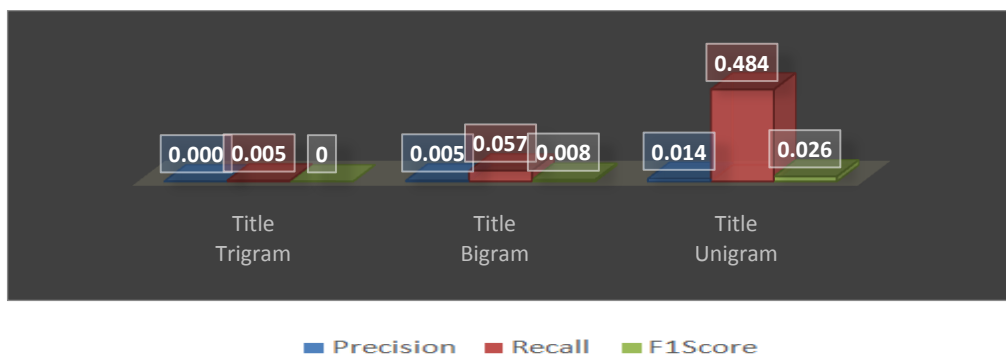 0.484
0.000 0.005 0 0.005 0.057 0.008 0.014 0.026
Title Title Title
Trigram Bigram Unigram
Precision Recall F1Score